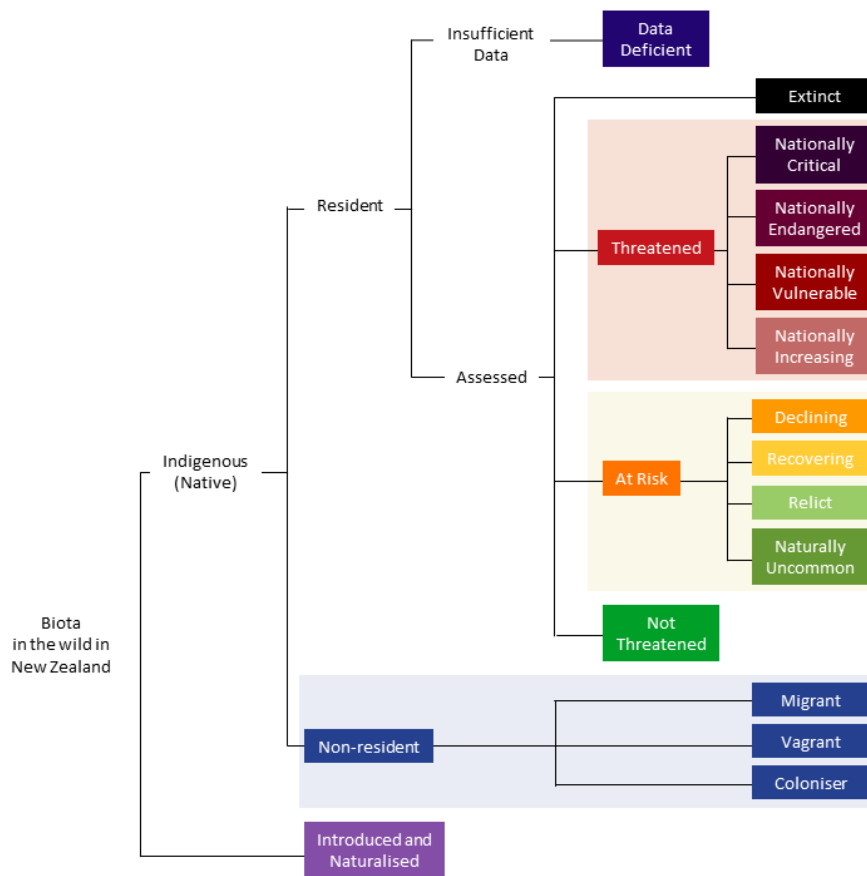 Insufficient
Data
Data
Deficient
Extinct
Nationally
Critical
Nationally
Endangered
Resident
Threatened
Nationally
Vulnerable
Nationally
Increasing
Assessed
Declining
Recovering
Indigenous
(Native)
At Risk
Relict
Naturally
Uncommon
Biota
in the wild in
New Zealand
Not
Threatened
Migrant
Non-resident
Vagrant
Coloniser
Introduced and
Naturalised